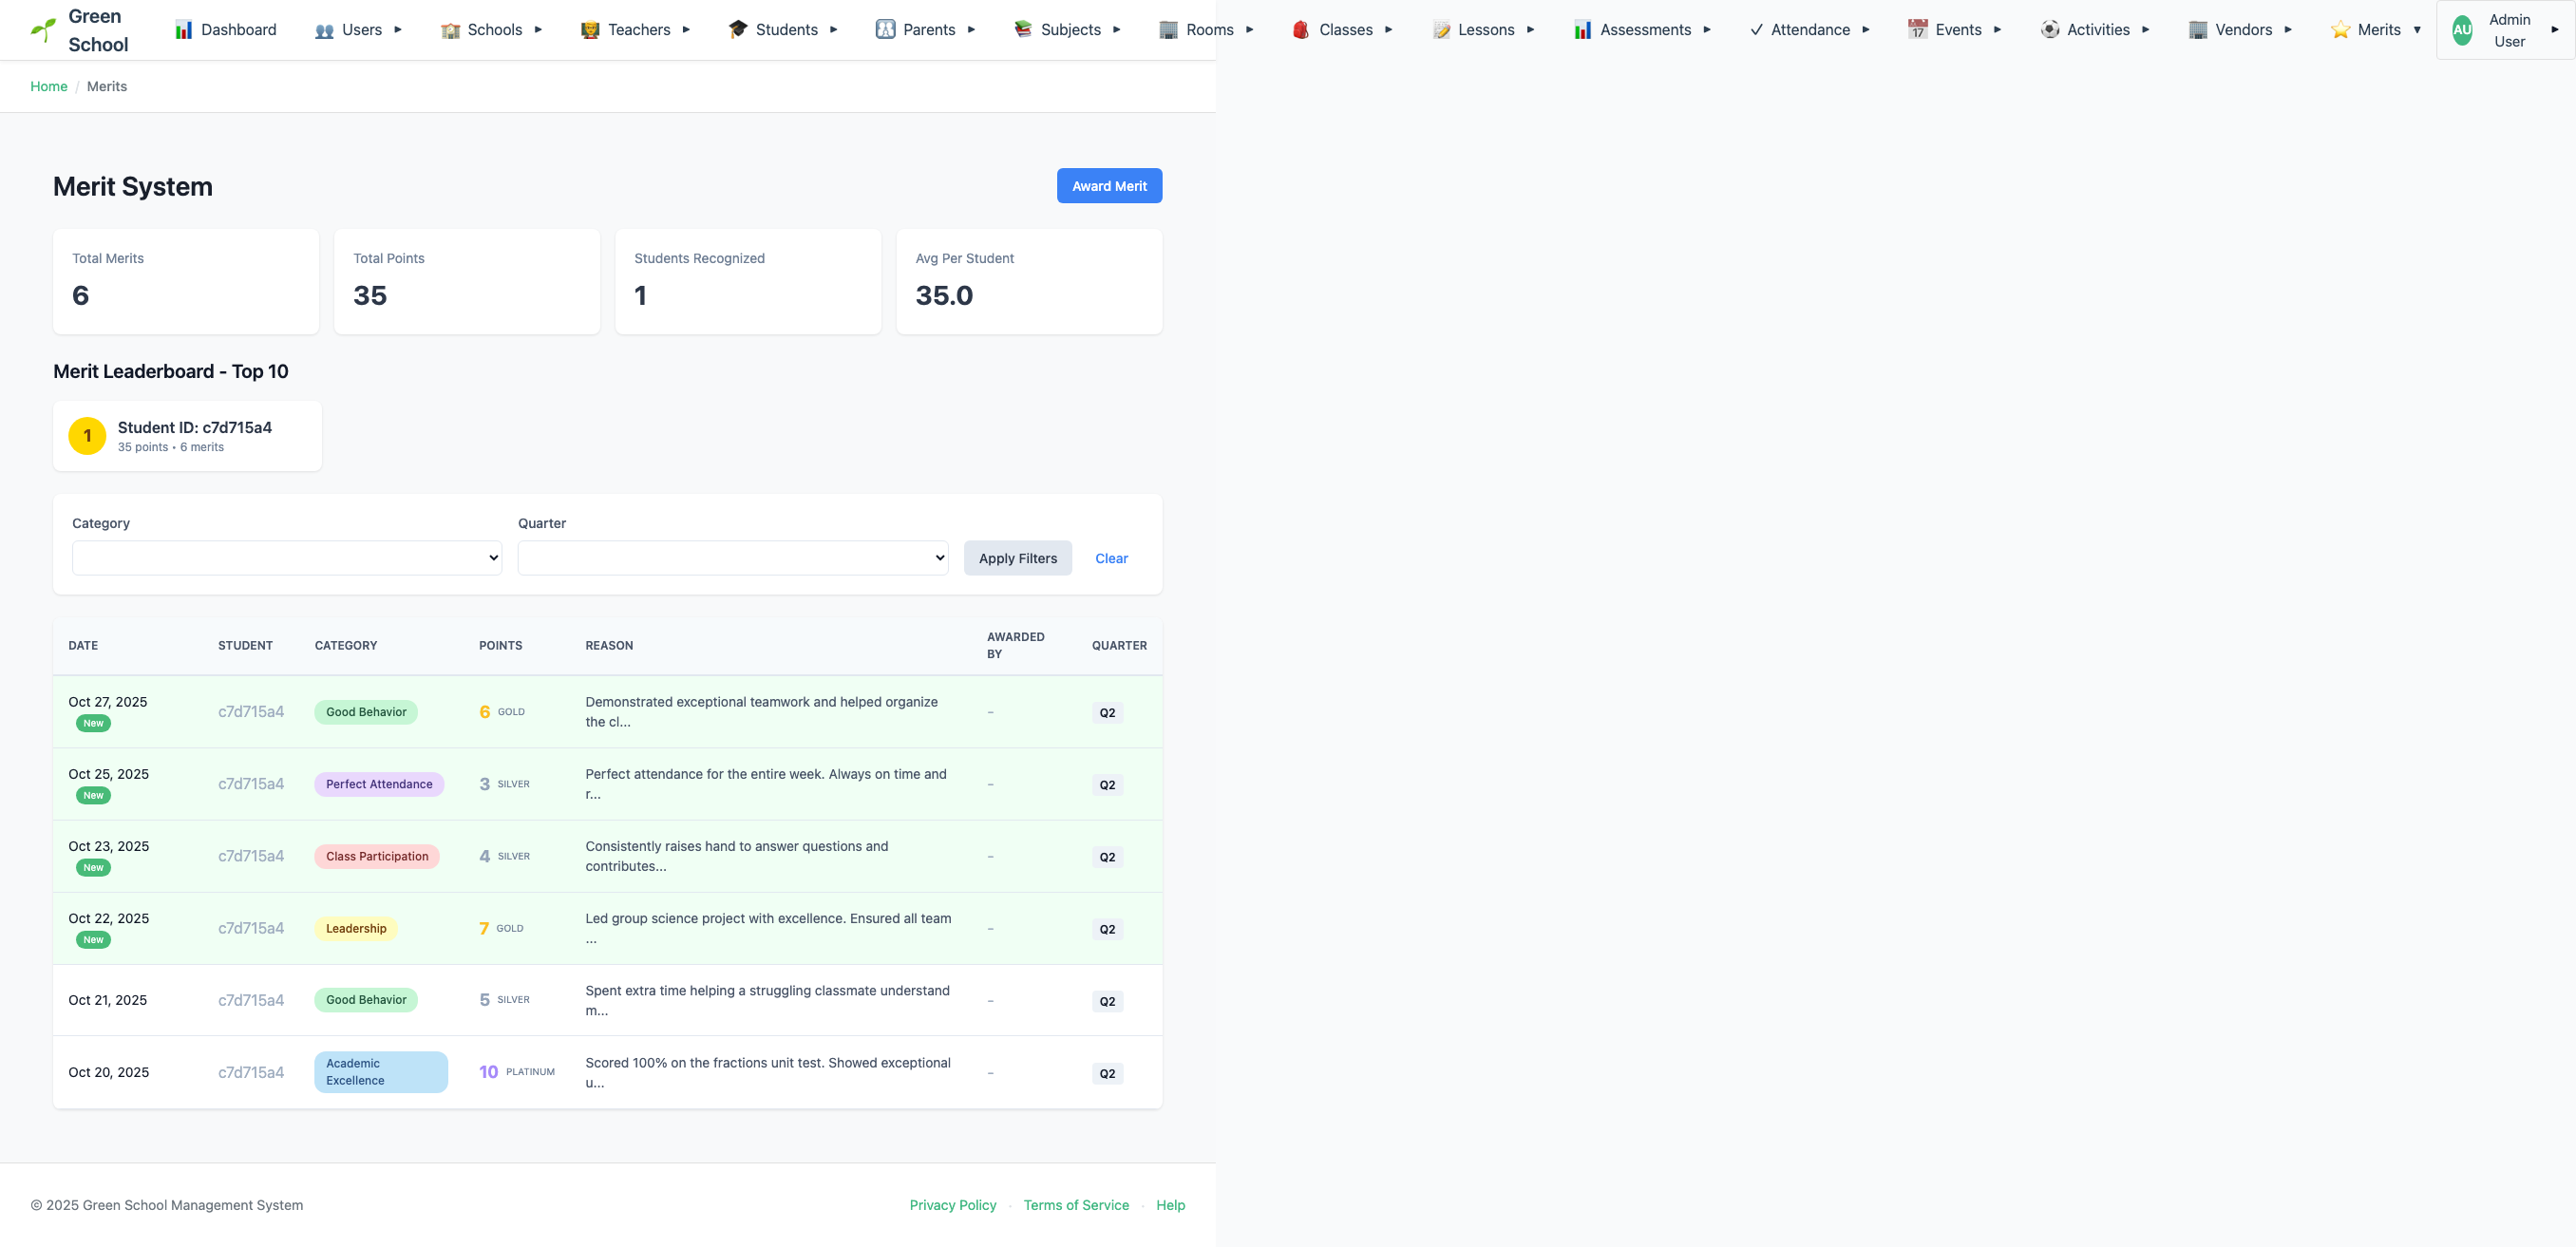 Green School
Dashboard
Users
Schools
Teachers
Students
Parents
Subjects
Rooms
Classes
Lessons
Assessments
Attendance
Events
Activities
Vendors
Merits
AU
Admin User
Home / Merits
Merit System
Award Merit
Total Merits
6
Total Points
35
Students Recognized
1
Avg Per Student
35.0
Merit Leaderboard - Top 10
1
Student ID: c7d715a4
35 points • 6 merits
Category
Quarter
Apply Filters
Clear
DATE STUDENT CATEGORY POINTS REASON AWARDED BY QUARTER
Oct 27, 2025 New c7d715a4 Good Behavior 6 GOLD Demonstrated exceptional teamwork and helped organize
the cl... - Q2
Oct 25, 2025 New c7d715a4 Perfect Attendance 3 SILVER Perfect attendance for the entire week. Always on time and
r... - Q2
Oct 23, 2025 New c7d715a4 Class Participation 4 SILVER Consistently raises hand to answer questions and
contributes... - Q2
Oct 22, 2025 New c7d715a4 Leadership 7 GOLD Led group science project with excellence. Ensured all team
... - Q2
Oct 21, 2025 c7d715a4 Good Behavior 5 SILVER Spent extra time helping a struggling classmate understand
m... - Q2
Oct 20, 2025 c7d715a4 Academic Excellence 10 PLATINUM Scored 100% on the fractions unit test. Showed exceptional
u... - Q2
© 2025 Green School Management System
Privacy Policy · Terms of Service · Help